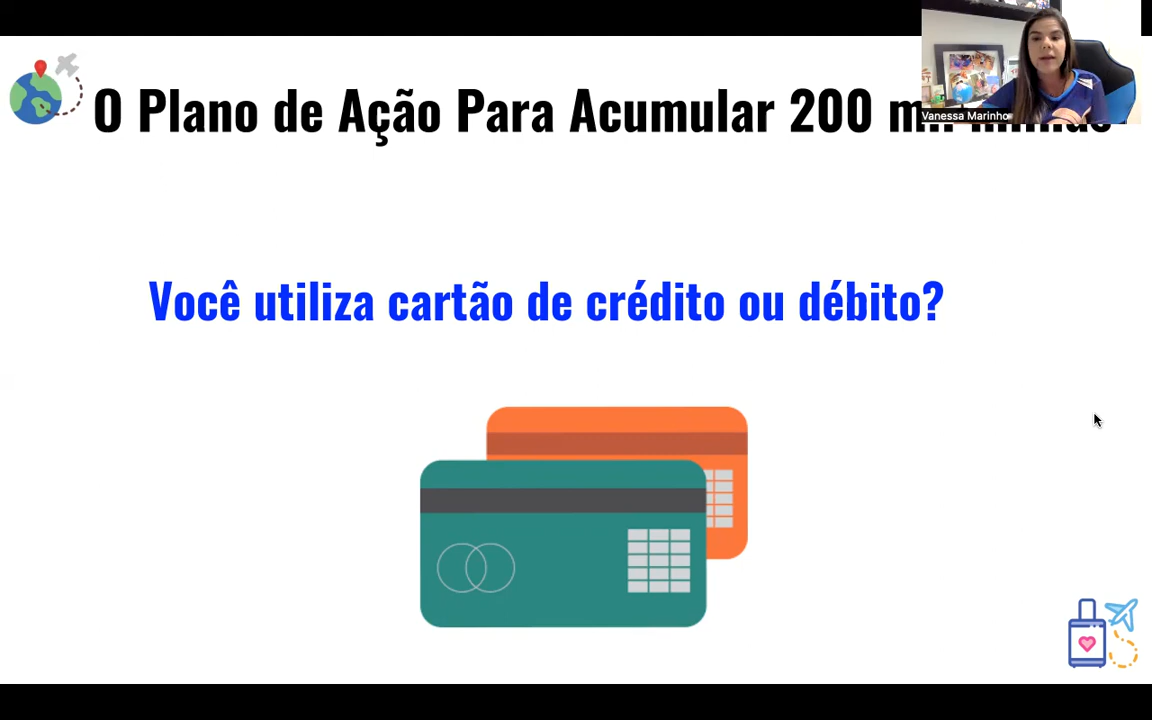 O Plano de Ação Para Acumular 200
Vanessa Marinho
Você utiliza cartão de crédito ou débito?